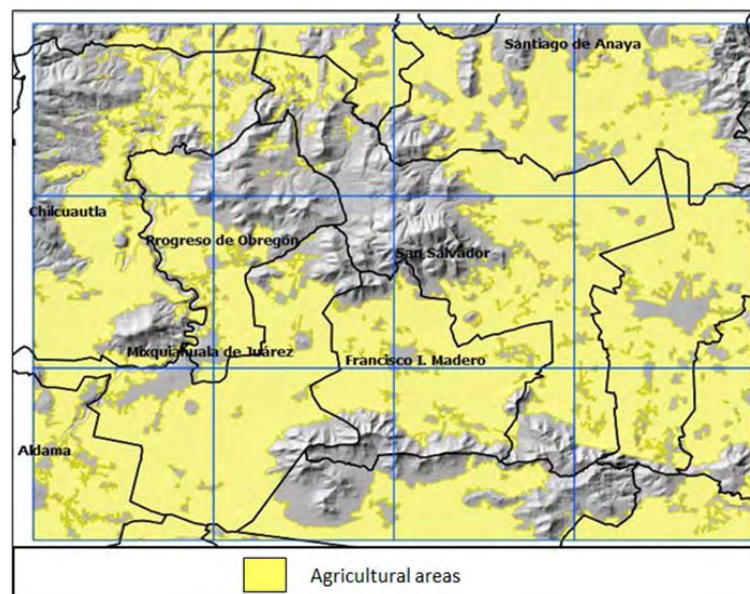 Santiago de Anaya
Chilcuautla
Progreso de Obregón
San Salvador
Mixquiahuala de Juárez
Francisco I. Madero
Aldama
Agricultural areas